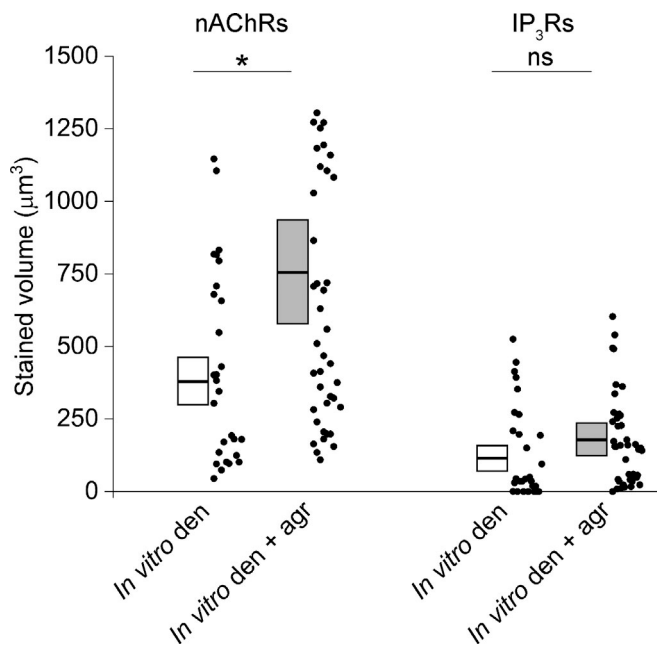 nAChRs IP₃Rs
* ns
1500
1250
1000
750
500
250
0
Stained volume (μm³)
In vitro den
In vitro den + agr
In vitro den
In vitro den + agr